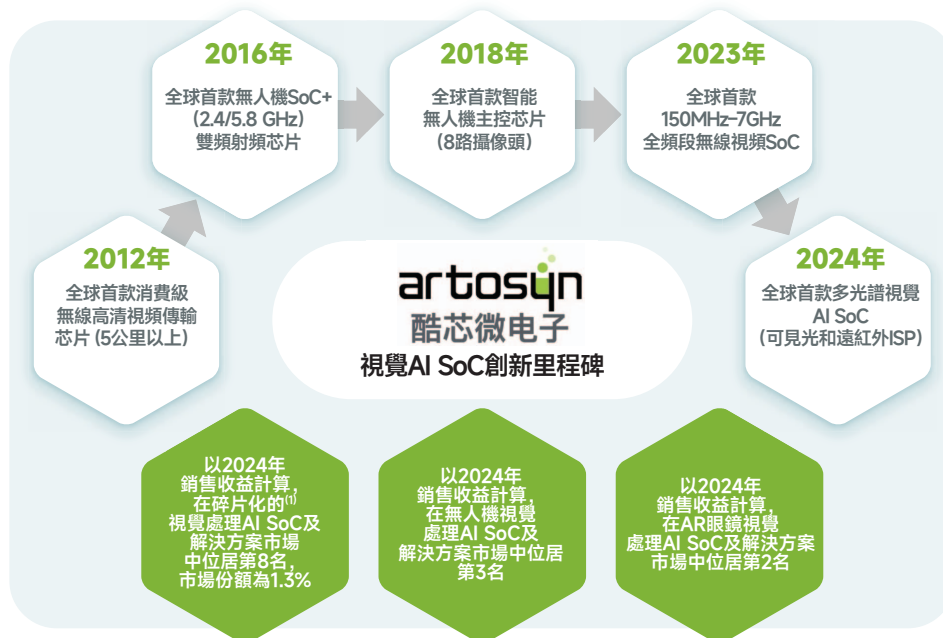 2016年
全球首款無人機SoC+
(2.4/5.8 GHz)
雙頻射頻芯片
2018年
全球首款智能
無人機主控芯片
(8路攝像頭)
2023年
全球首款
150MHz-7GHz
全頻段無線視頻SoC
2012年
全球首款消費級
無線高清視頻傳輸
芯片 (5公里以上)
artosyn
酷芯微电子
視覺AI SoC創新里程碑
2024年
全球首款多光譜視覺
AI SoC
(可見光和遠紅外ISP)
以2024年
銷售收益計算,
在碎片化的(1)
視覺處理AI SoC及
解決方案市場
中位居第8名,
市場份額為1.3%
以2024年
銷售收益計算,
在無人機視覺
處理AI SoC及
解決方案市場中位居
第3名
以2024年
銷售收益計算,
在AR眼鏡視覺
處理AI SoC及解決方案
市場中位居第2名